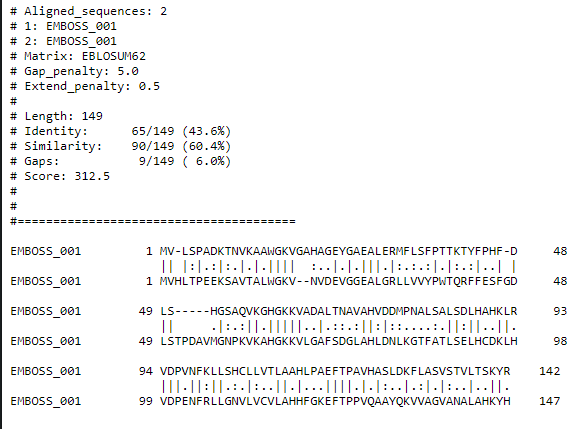 # Aligned_sequences: 2
# 1: EMBOSS_001
# 2: EMBOSS_001
# Matrix: EBLOSUM62
# Gap_penalty: 5.0
# Extend_penalty: 0.5
#
# Length: 149
# Identity: 65/149 (43.6%)
# Similarity: 90/149 (60.4%)
# Gaps: 9/149 ( 6.0%)
# Score: 312.5
#
#
#=======================================
EMBOSS_001 1 MV-LSPADKTNVKAAWGKVGAHAGEYGAEALERMFLSFPTTKTYFPHF-D 48
|| |:|.:|:.|.|.||||  :..|.|.|||.|:.:.:.:|.|:.:|..| |
EMBOSS_001 1 MVHLTPEEKSAVTALWGKV--NVDEVGGEALGRLLVVYPWTQRFFESFGD 48
EMBOSS_001 49 LS-----HGSAQVKGHGKKVADALTNAVAHVDDMPNALSALSDLHAHKLR 93
||     .|:.:||.|||||..|.::.:||:|::....:.||:||..||.
EMBOSS_001 49 LSTPDAVMGNPKVKAHGKKVLGAFSDGLAHLDNLKGTFATLSELHCDKLH 98
EMBOSS_001 94 VDPVNFKLLSHCLLVTLAAHLPAEFTPAVHASLDKFLASVSTVLTSKYR 142
|||.||:||.:.|:..||.|...||||.|.|:..|.:|.|:..|..||.
EMBOSS_001 99 VDPENFRLLGNVLVCVLAHHFGKEFTPPVQAAYQKVVAGVANALAHKYH 147